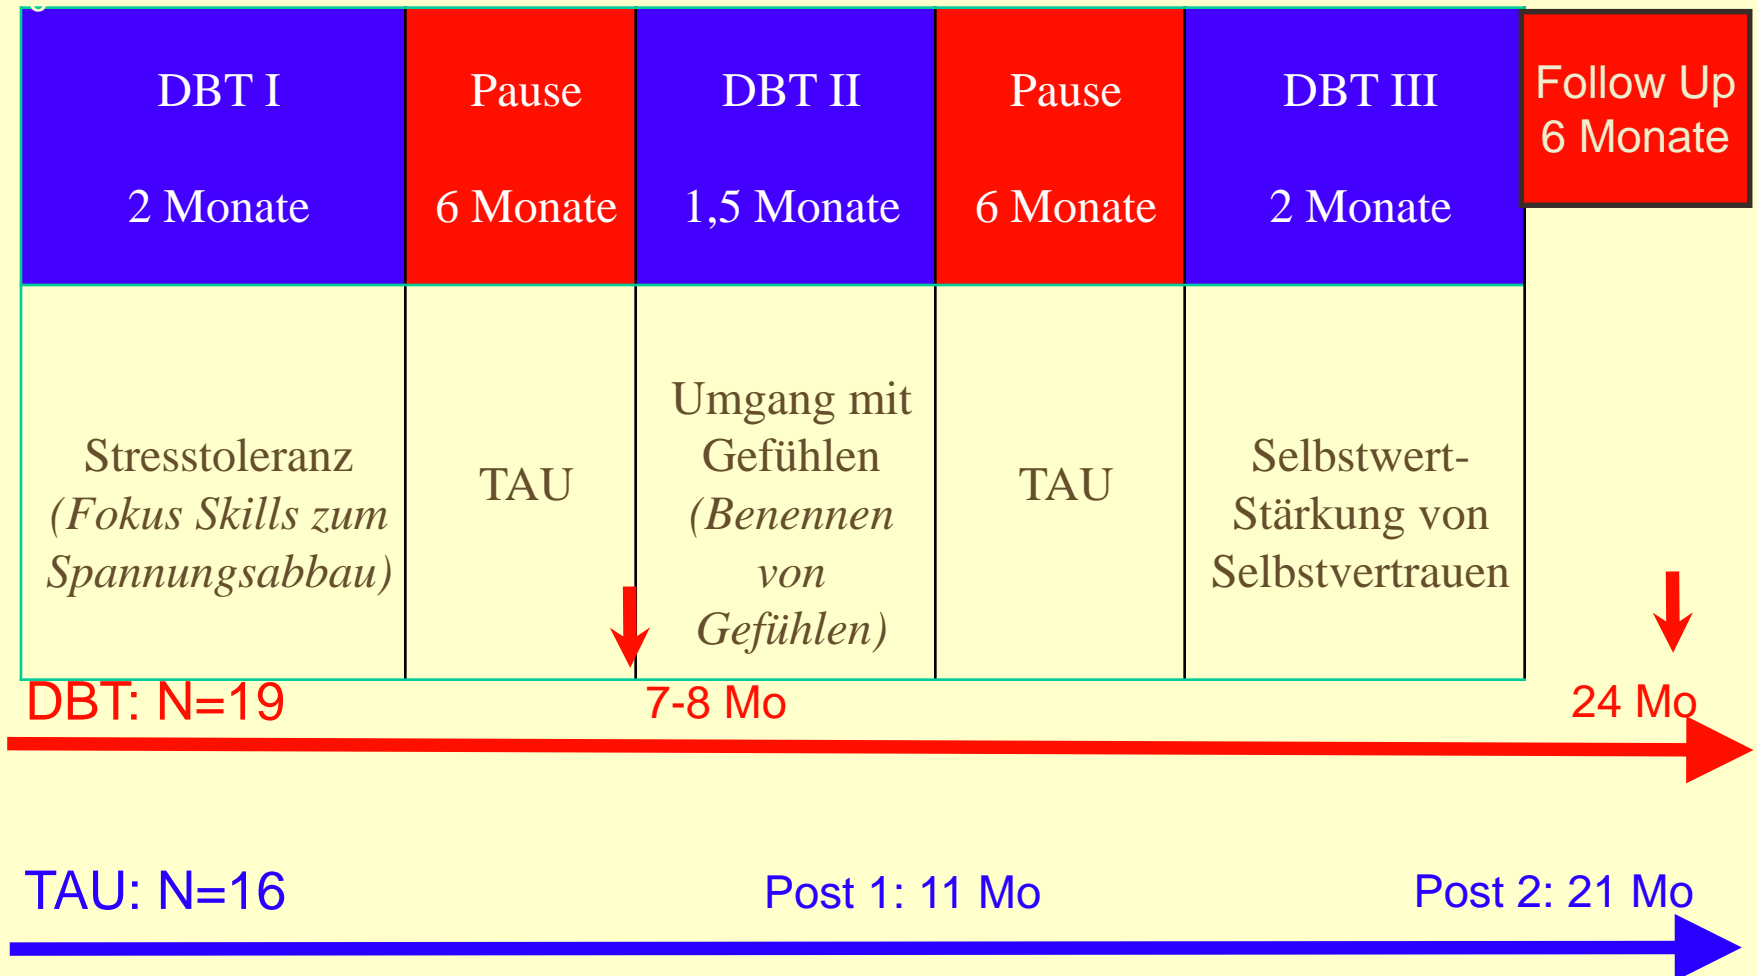 DBT I
2 Monate
Pause
6 Monate
DBT II
1,5 Monate
Pause
6 Monate
DBT III
2 Monate
Follow Up
6 Monate
Stresstoleranz
(Fokus Skills zum
Spannungsabbau)
TAU
Umgang mit
Gefühlen
(Benennen
von
Gefühlen)
TAU
Selbstwert-
Stärkung von
Selbstvertrauen
DBT: N=19
7-8 Mo
24 Mo
TAU: N=16
Post 1: 11 Mo
Post 2: 21 Mo